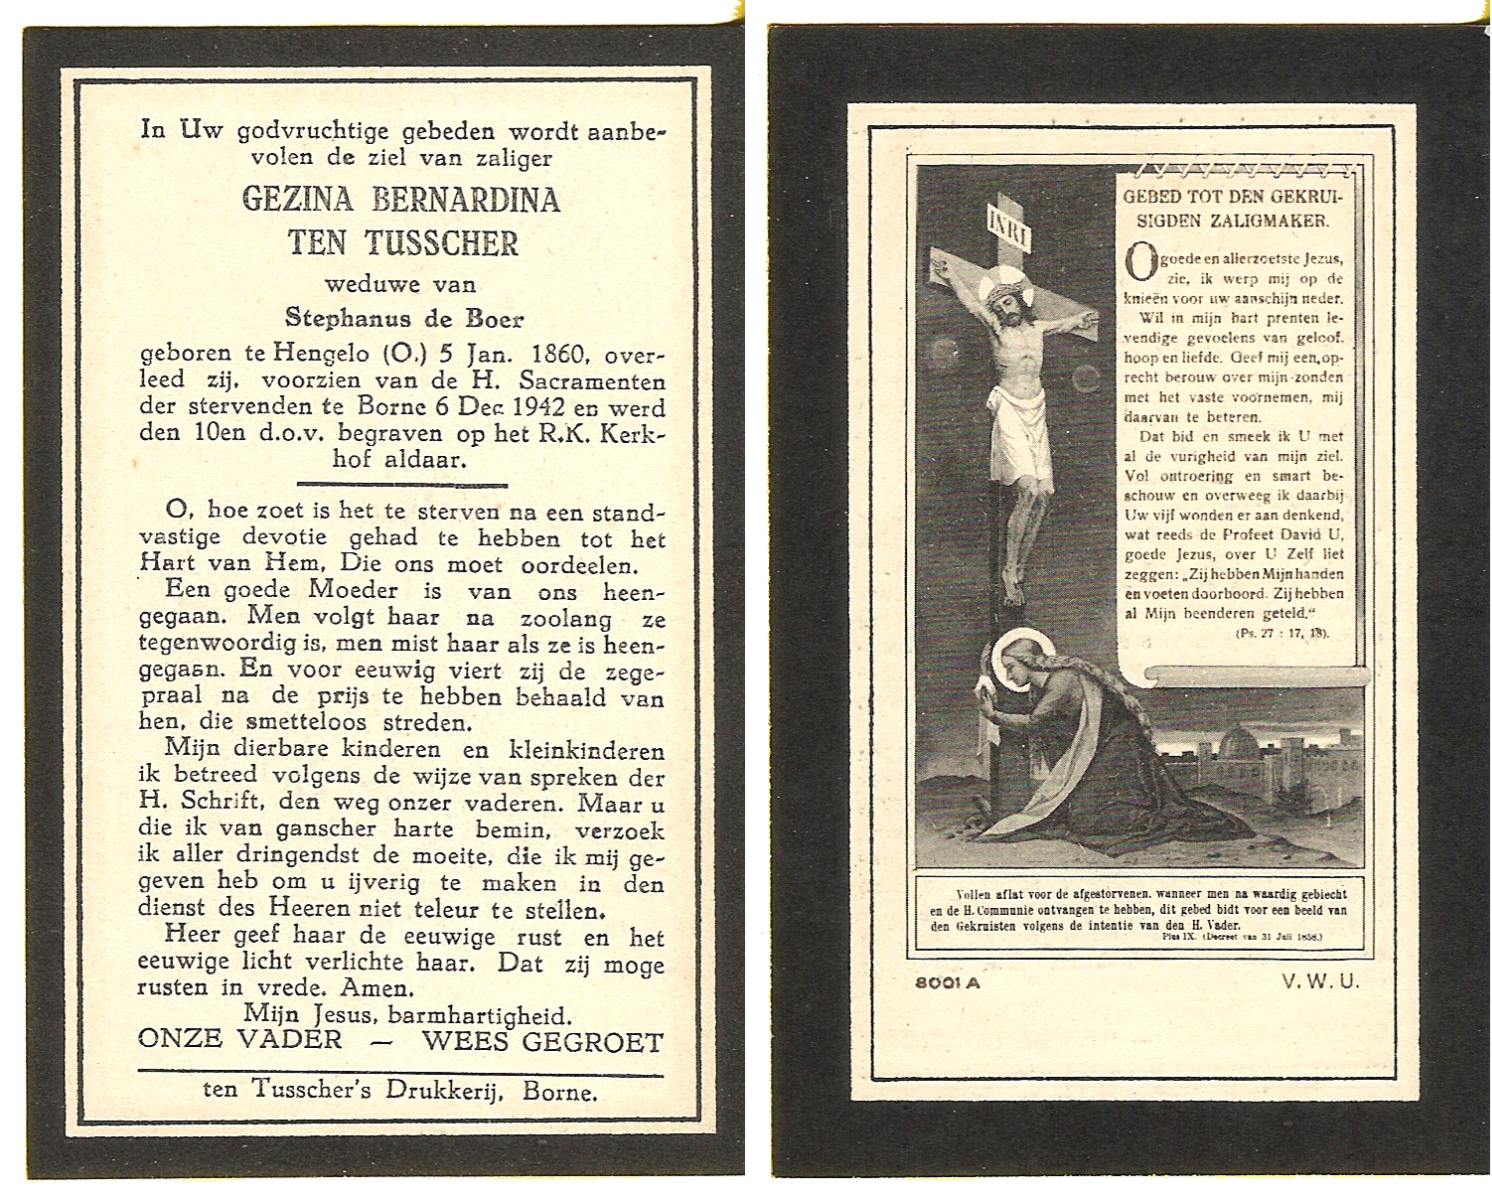 In Uw godvruchtige gebeden wordt aanbe-
volen de ziel van zaliger
GEZINA BERNARDINA
TEN TUSSCHER
weduwe van
Stephanus de Boer
geboren te Hengelo (O.) 5 Jan. 1860, over-
leed zij, voorzien van de H. Sacramenten
der stervenden te Borne 6 Dec 1942 en werd
den 10en d.o.v. begraven op het R.K. Kerk-
hof aldaar.
O, hoe zoet is het te sterven na een stand-
vastige devotie gehad te hebben tot het
Hart van Hem, Die ons moet oordeelen.
Een goede Moeder is van ons heen-
gegaan. Men volgt haar na zoolang ze
tegenwoordig is, men mist haar als ze is heen-
gegaan. En voor eeuwig viert zij de zege-
praal na de prijs te hebben behaald van
hen, die smetteloos streden.
Mijn dierbare kinderen en kleinkinderen
ik betreed volgens de wijze van spreken der
H. Schrift, den weg onzer vaderen. Maar u
die ik van ganscher harte bemin, verzoek
ik aller dringendst de moeite, die ik mij ge-
geven heb om u ijverig te maken in den
dienst des Heeren niet teleur te stellen.
Heer geef haar de eeuwige rust en het
eeuwige licht verlichte haar. Dat zij moge
rusten in vrede. Amen.
Mijn Jesus, barmhartigheid.
ONZE VADER — WEES GEGROET
ten Tusscher's Drukkerij, Borne.
INRI
GEBED TOT DEN GEKRUI-
SIGDEN ZALIGMAKER.
O goede en allerzoetste Jezus,
zie, ik werp mij op de
knieën voor uw aanschijn neder.
Wil in mijn hart prenten le-
vendige gevoelens van geloof,
hoop en liefde. Geef mij een op-
recht berouw over mijn zonden
met het vaste voornemen, mij
daarvan te beteren.
Dat bid en smeek ik U met
al de vurigheid van mijn ziel.
Vol ontroering en smart be-
schouw en overweeg ik daarbij
Uw vijf wonden er aan denkend,
wat reeds de Profeet David U,
goede Jezus, over U Zelf liet
zeggen: „Zij hebben Mijn handen
en voeten doorboord. Zij hebben
al Mijn beenderen geteld."
(Ps. 27 : 17, 18).
Vollen aflat voor de afgestorvenen, wanneer men na waardig gebiecht
en de H. Communie ontvangen te hebben, dit gebed bidt voor een beeld van
den Gekruisten volgens de intentie van den H. Vader.
Pius IX. (Decreet van 31 Juli 1858.)
8001 A
V. W. U.